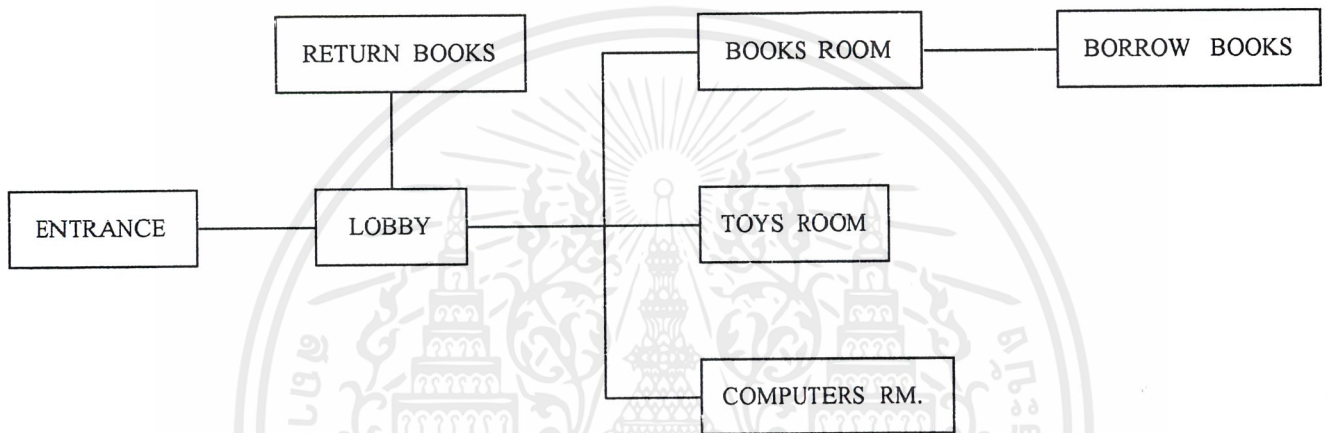 RETURN BOOKS
BOOKS ROOM
BORROW BOOKS
ENTRANCE
LOBBY
TOYS ROOM
COMPUTERS RM.